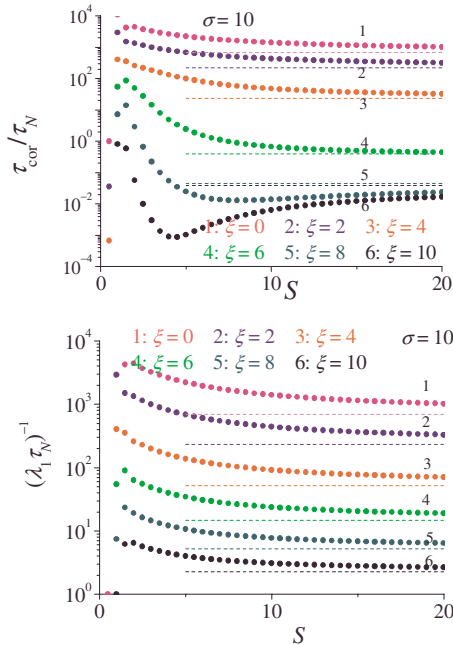 σ = 10
10⁴
10²
10⁰
10⁻²
10⁻⁴
τ_cor/τ_N
1
2
3
4
5
6
1: ξ = 0 2: ξ = 2 3: ξ = 4
4: ξ = 6 5: ξ = 8 6: ξ = 10
0 10 20
S
1: ξ = 0 2: ξ = 2 3: ξ = 4 σ = 10
4: ξ = 6 5: ξ = 8 6: ξ = 10
10⁴
10³
10²
10¹
10⁰
(λ₁ τ_N)⁻¹
1
2
3
4
5
6
0 10 20
S